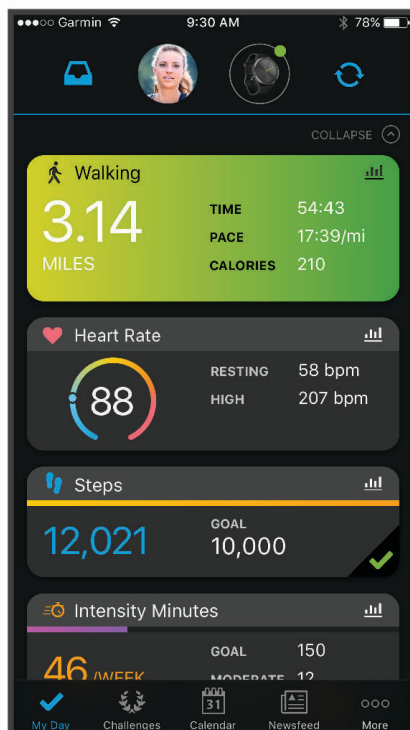 Garmin 9:30 AM 78%
COLLAPSE
Walking
3.14
MILES
TIME 54:43
PACE 17:39/mi
CALORIES 210
Heart Rate
88
RESTING 58 bpm
HIGH 207 bpm
Steps
12,021
GOAL
10,000
Intensity Minutes
46 /WEEK
GOAL 150
MODERATE 12
31
My Day Challenges Calendar Newsfeed More